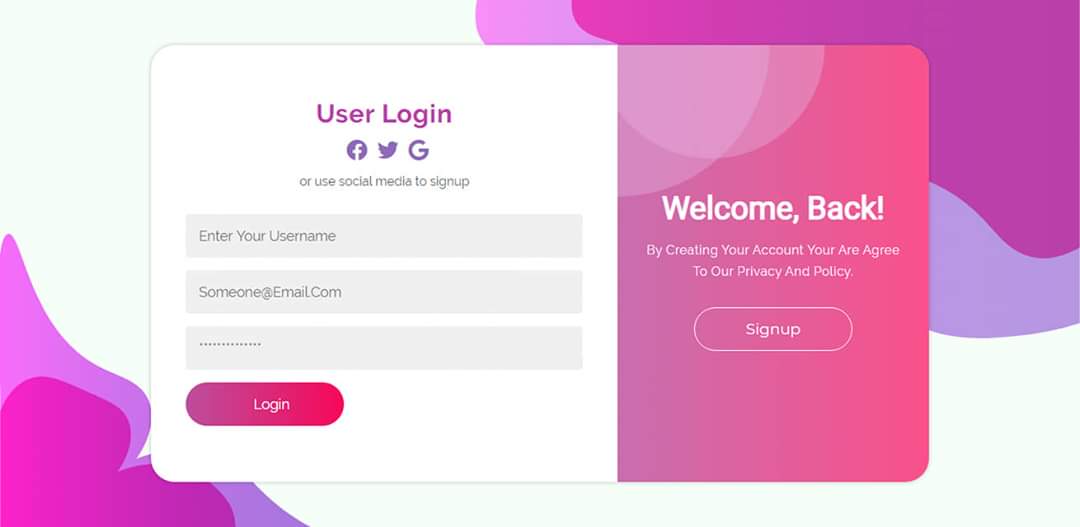 User Login
or use social media to signup
Enter Your Username
Someone@Email.Com
**************
Login
Welcome, Back!
By Creating Your Account Your Are Agree
To Our Privacy And Policy.
Signup